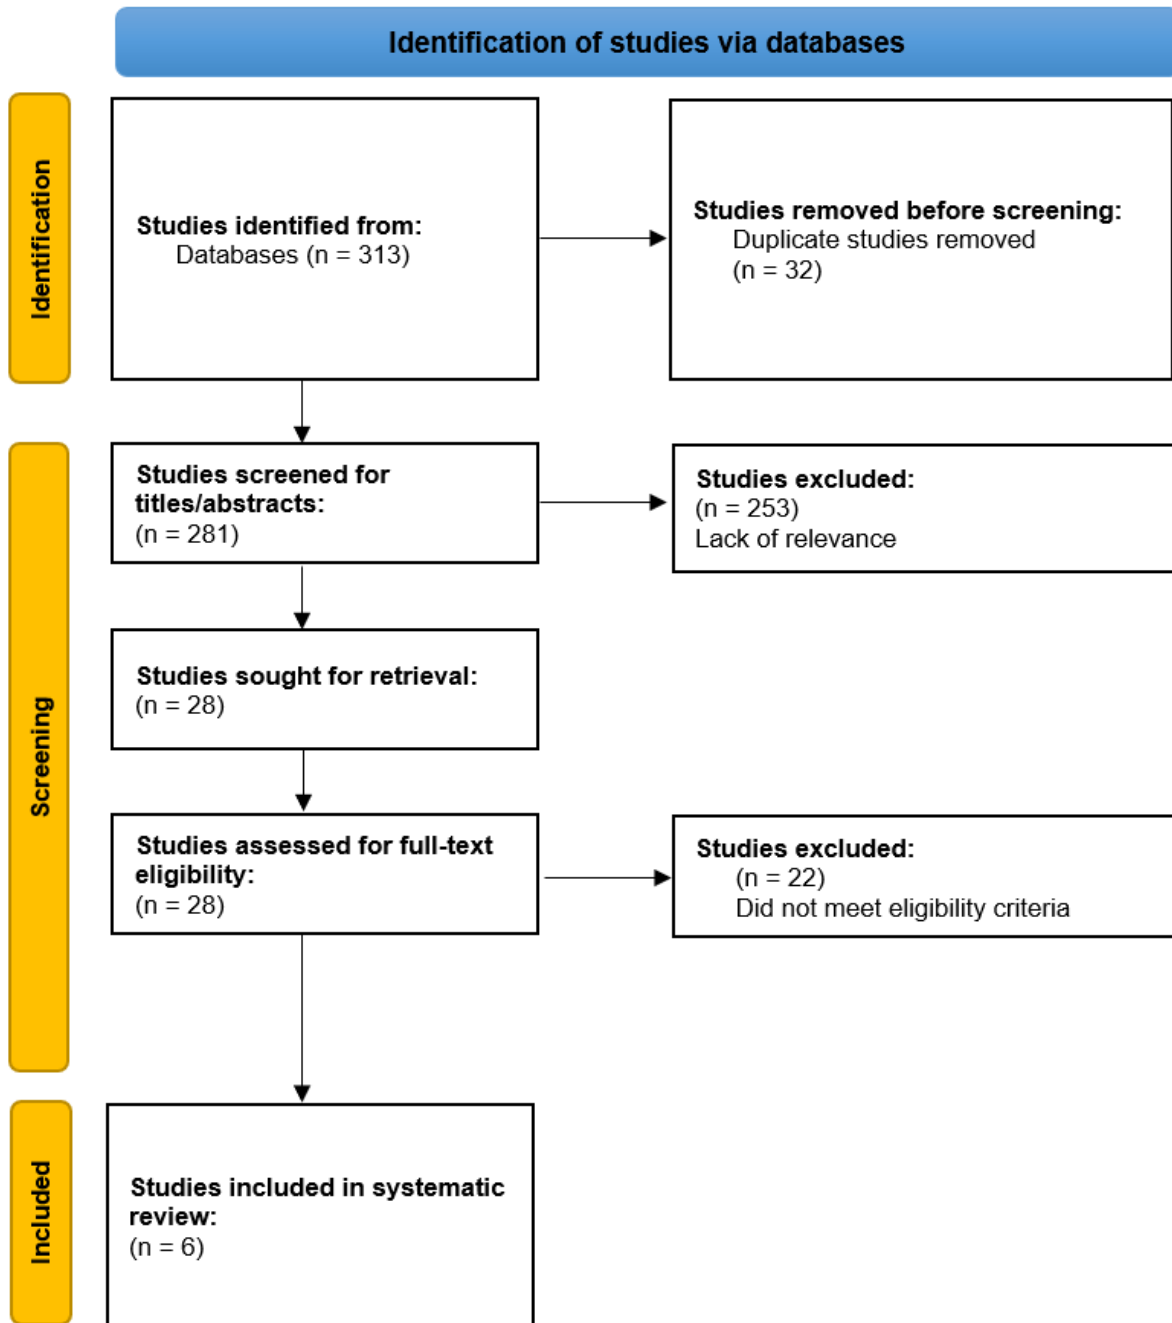 Identification of studies via databases
Identification
Studies identified from:
Databases (n = 313)
Studies removed before screening:
Duplicate studies removed
(n = 32)
Screening
Studies screened for
titles/abstracts:
(n = 281)
Studies excluded:
(n = 253)
Lack of relevance
Studies sought for retrieval:
(n = 28)
Studies assessed for full-text
eligibility:
(n = 28)
Studies excluded:
(n = 22)
Did not meet eligibility criteria
Included
Studies included in systematic
review:
(n = 6)